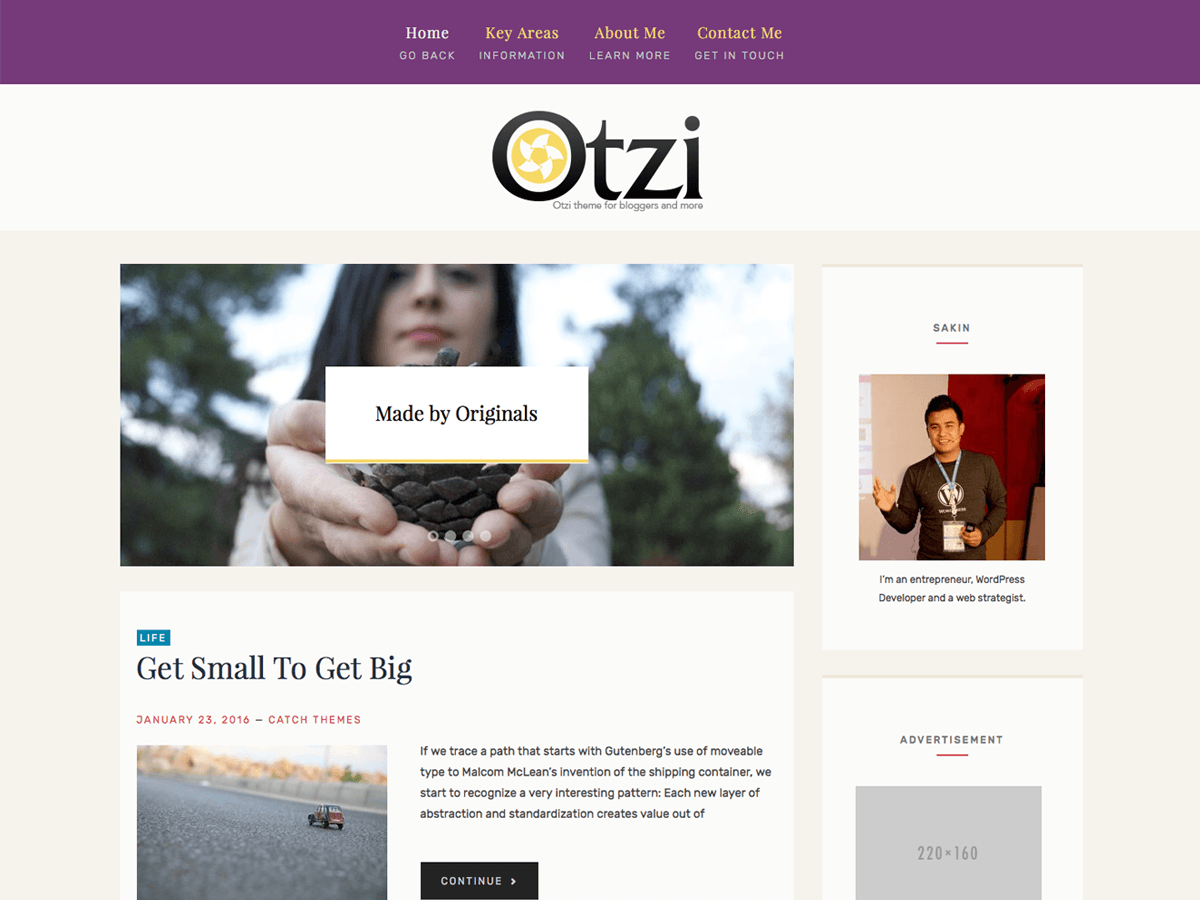 Home Key Areas About Me Contact Me
GO BACK INFORMATION LEARN MORE GET IN TOUCH
Otzi
Otzi theme for bloggers and more
Made by Originals
LIFE
Get Small To Get Big
JANUARY 23, 2016 — CATCH THEMES
If we trace a path that starts with Gutenberg's use of moveable
type to Malcom McLean's invention of the shipping container, we
start to recognize a very interesting pattern: Each new layer of
abstraction and standardization creates value out of
CONTINUE >
SAKIN
I'm an entrepreneur, WordPress
Developer and a web strategist.
ADVERTISEMENT
220×160